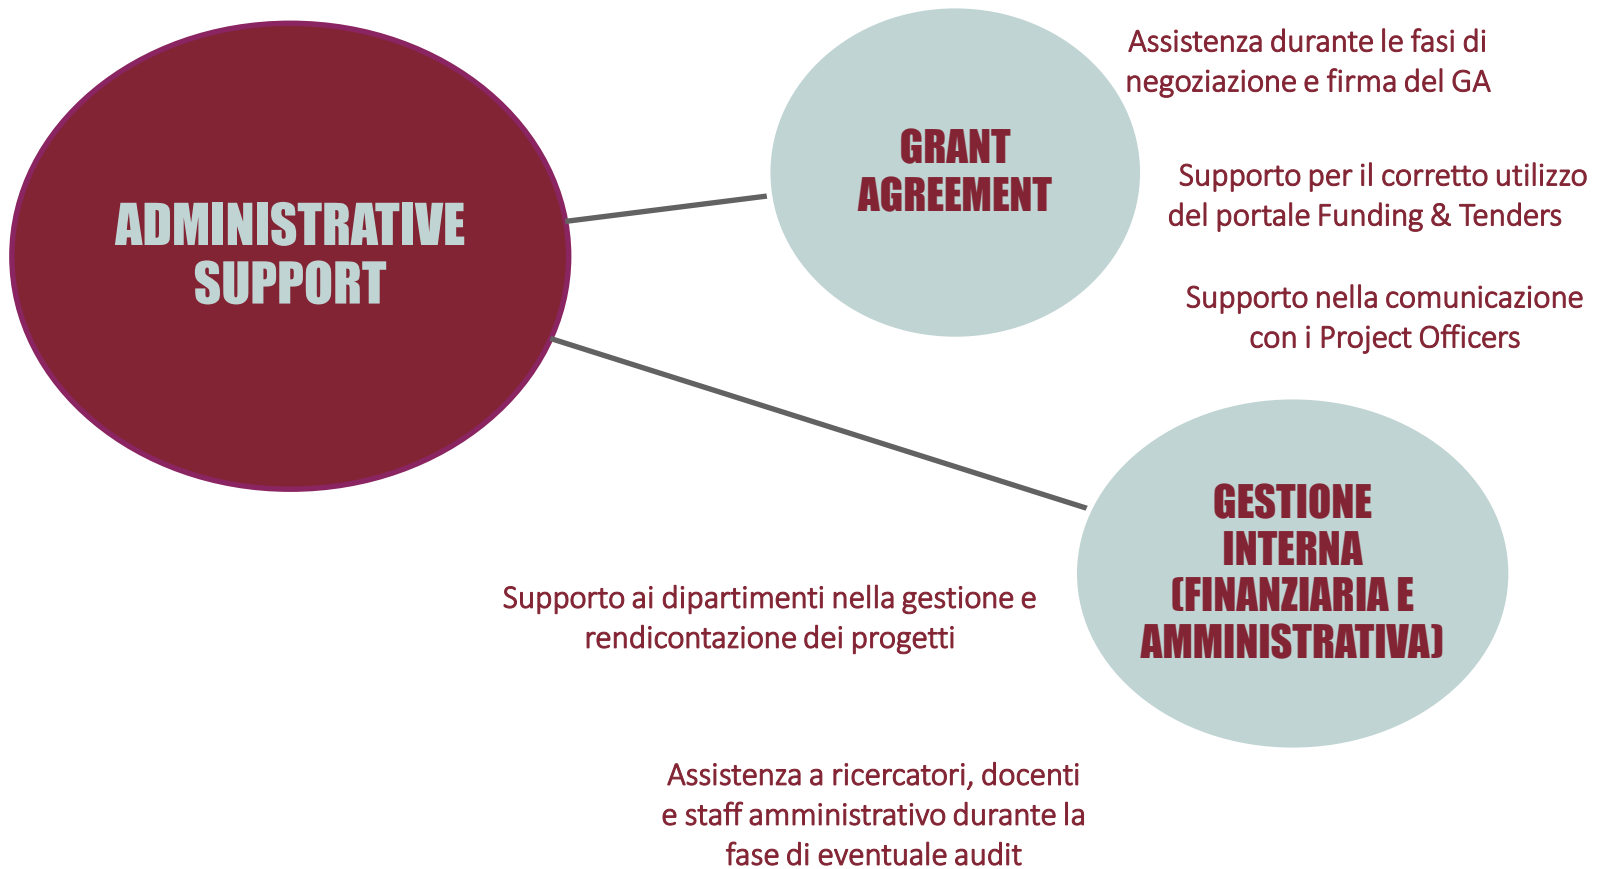 ADMINISTRATIVE
SUPPORT
GRANT
AGREEMENT
Assistenza durante le fasi di
negoziazione e firma del GA
Supporto per il corretto utilizzo
del portale Funding & Tenders
Supporto nella comunicazione
con i Project Officers
GESTIONE
INTERNA
(FINANZIARIA E
AMMINISTRATIVA)
Supporto ai dipartimenti nella gestione e
rendicontazione dei progetti
Assistenza a ricercatori, docenti
e staff amministrativo durante la
fase di eventuale audit